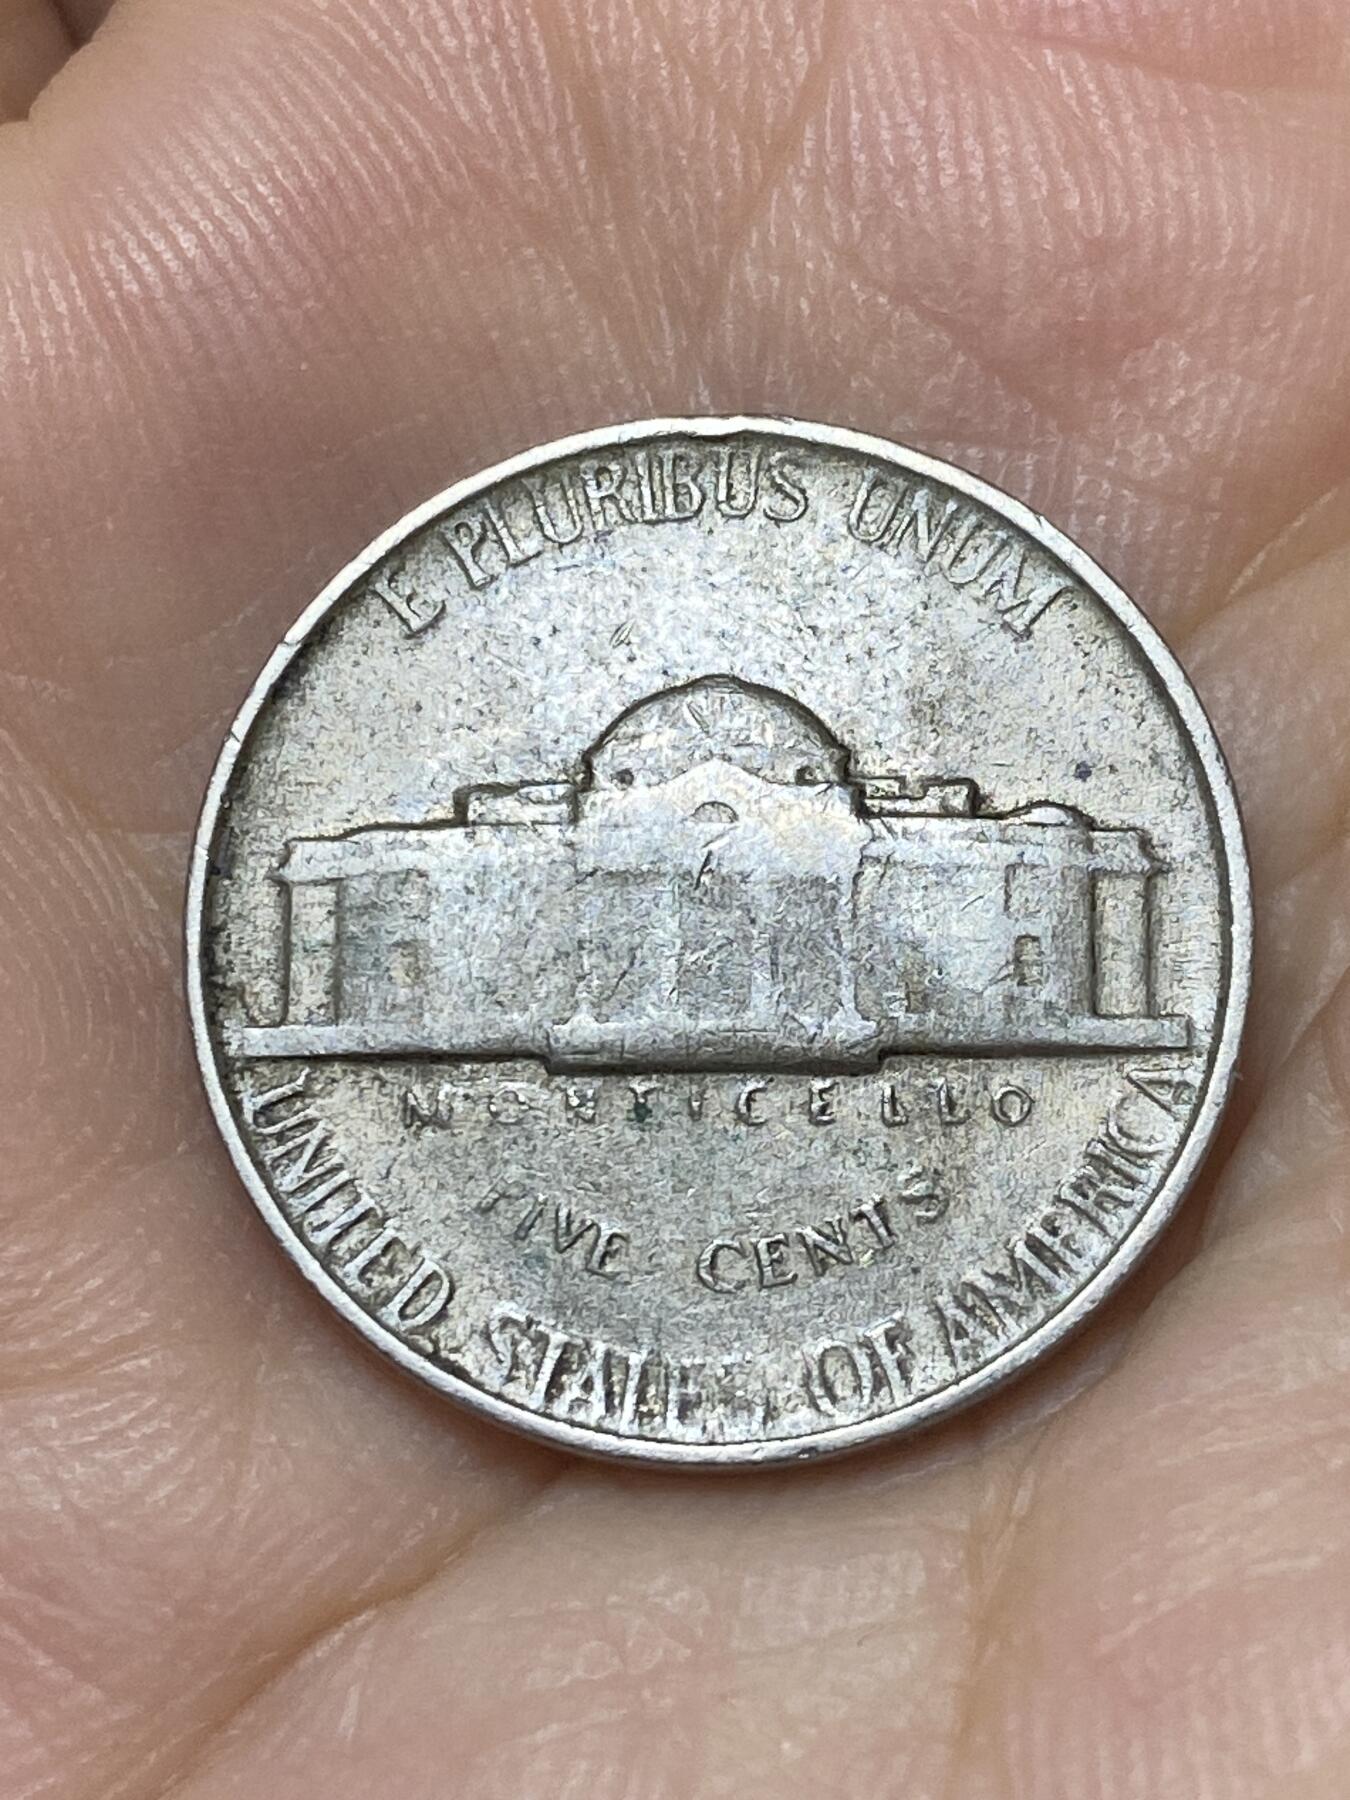 E PLURIBUS UNUM
MONTICELLO
FIVE CENTS
UNITED STATES OF AMERICA